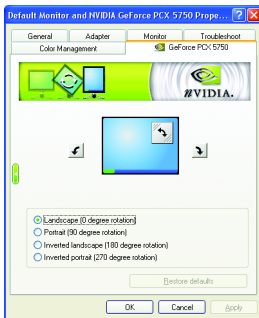 Default Monitor and NVIDIA GeForce PCX 5750 Prope...
General Adapter Monitor Troubleshoot
Color Management GeForce PCX 5750
NVIDIA.
Landscape (0 degree rotation)
Portrait (90 degree rotation)
Inverted landscape (180 degree rotation)
Inverted portrait (270 degree rotation)
Restore defaults
OK Cancel Apply